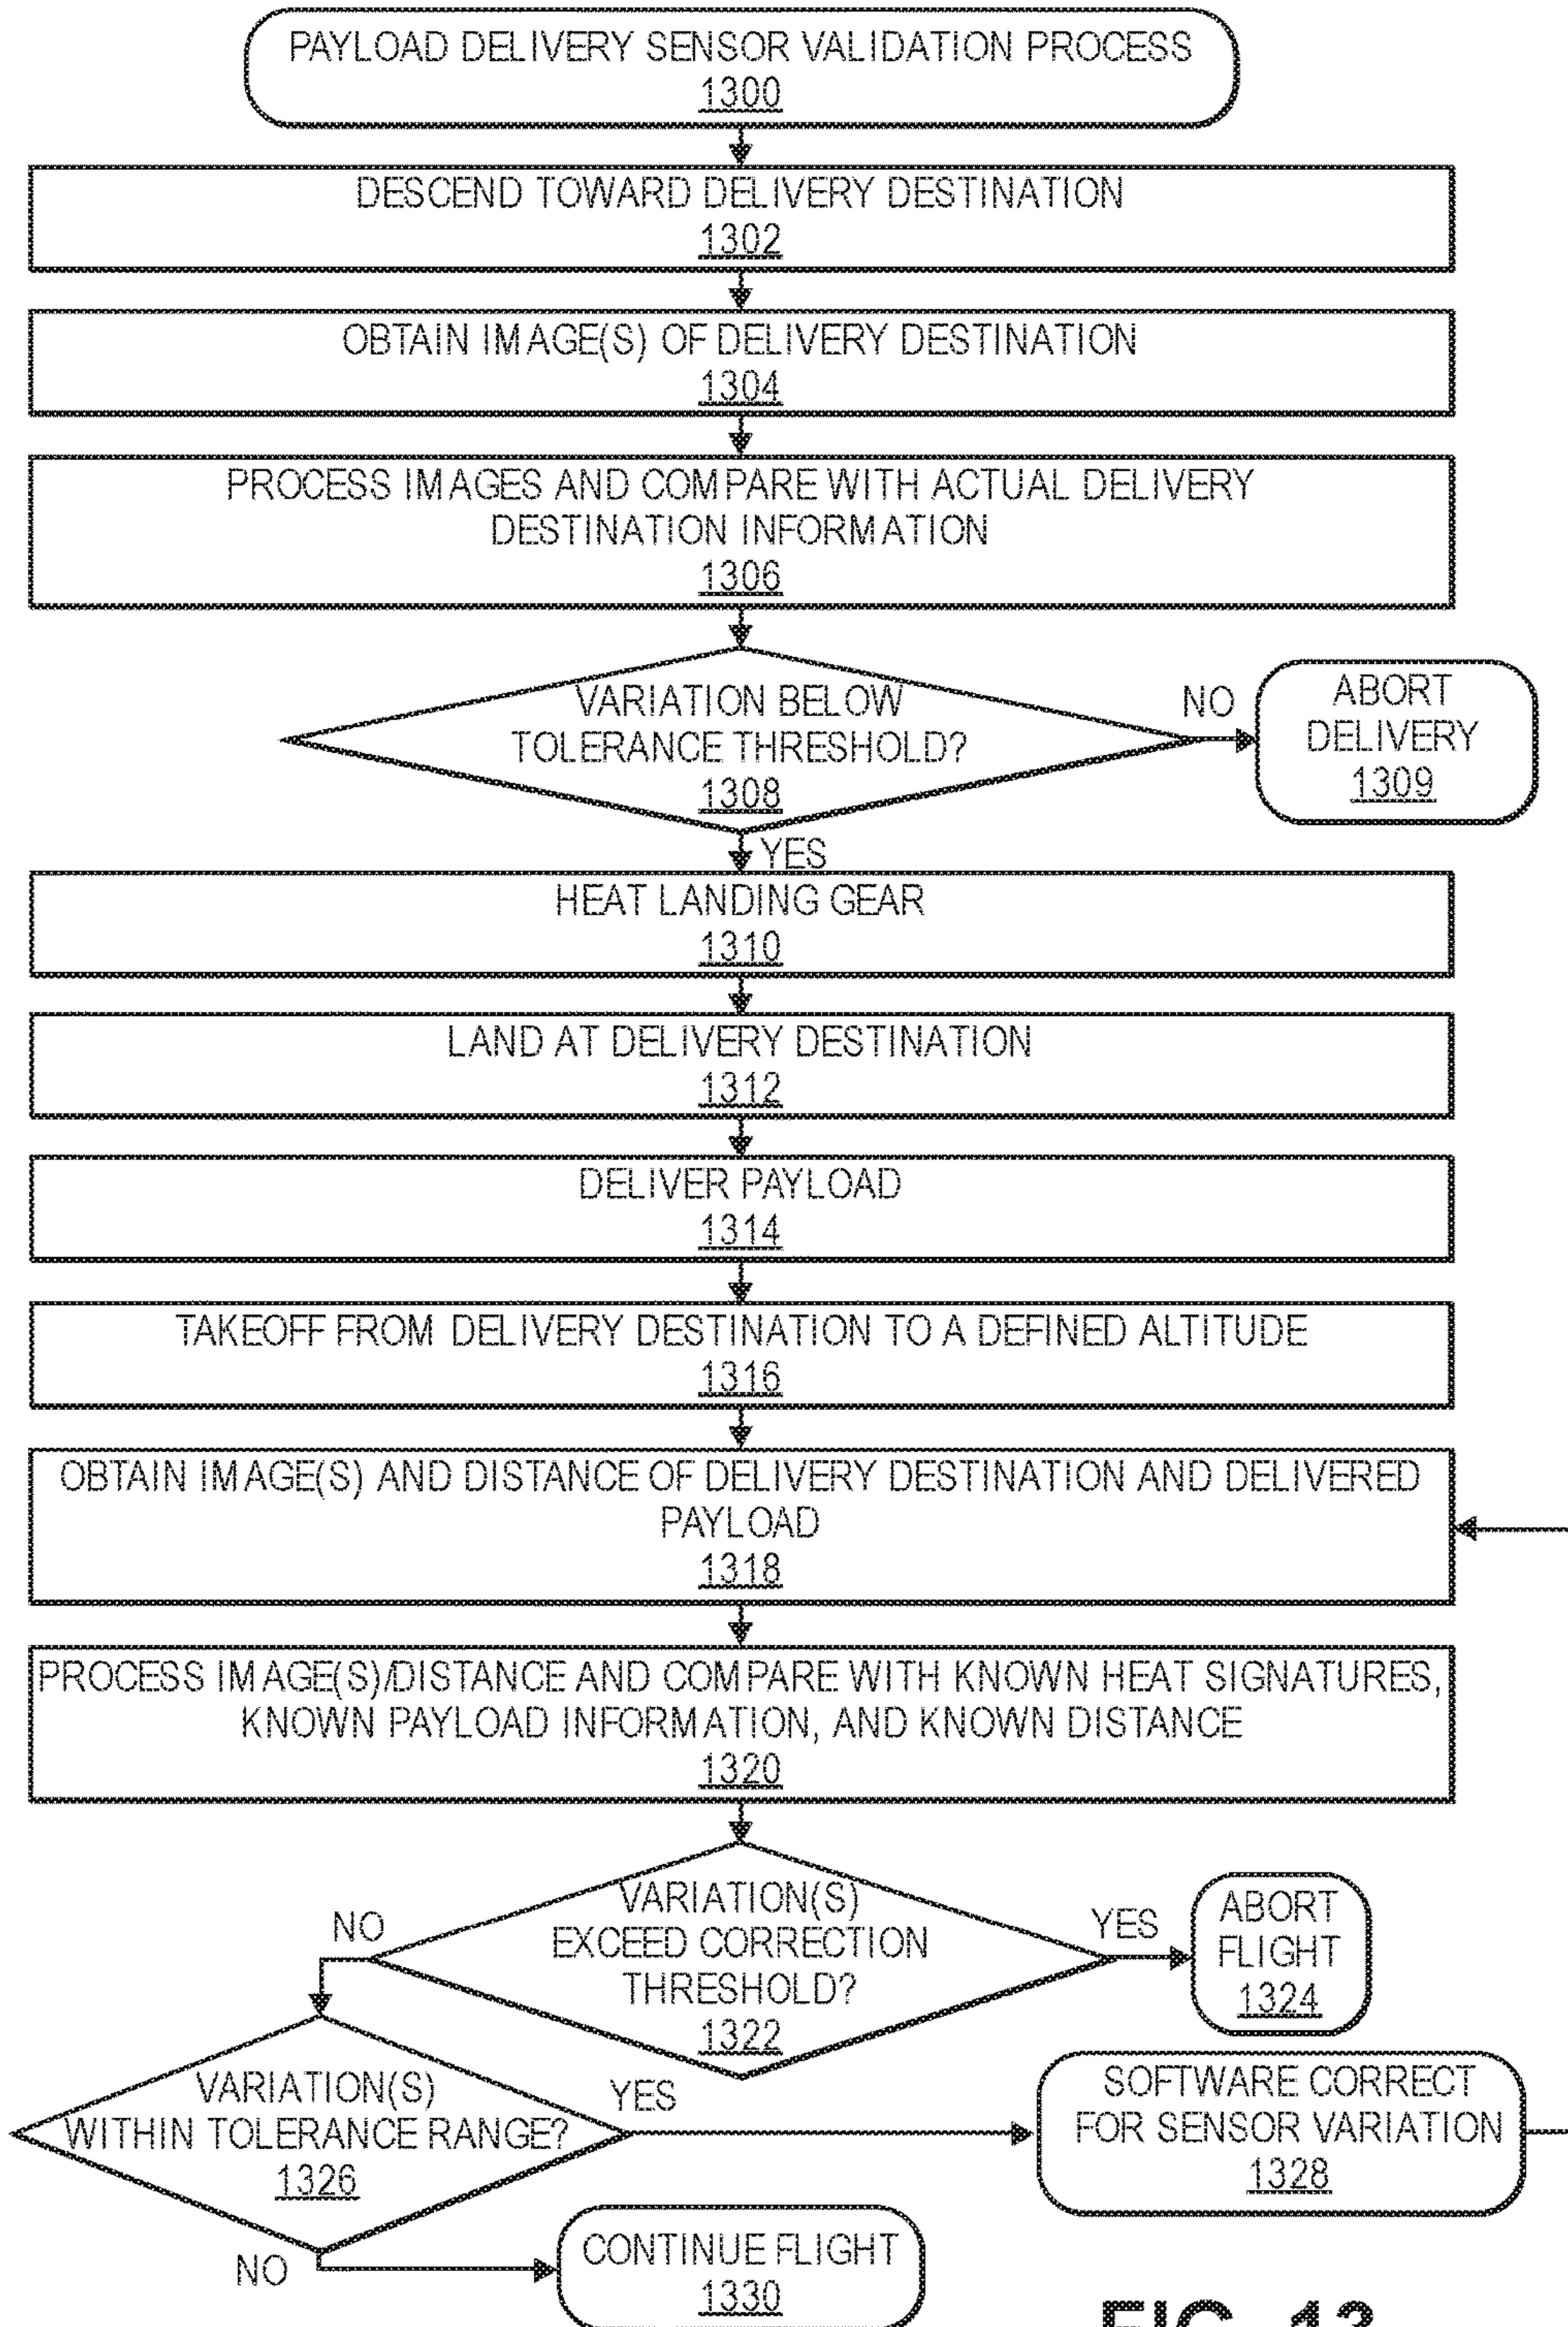 PAYLOAD DELIVERY SENSOR VALIDATION PROCESS
1300
DESCEND TOWARD DELIVERY DESTINATION
1302
OBTAIN IMAGE(S) OF DELIVERY DESTINATION
1304
PROCESS IMAGES AND COMPARE WITH ACTUAL DELIVERY
DESTINATION INFORMATION
1306
VARIATION BELOW
TOLERANCE THRESHOLD?
1308
NO
ABORT
DELIVERY
1309
YES
HEAT LANDING GEAR
1310
LAND AT DELIVERY DESTINATION
1312
DELIVER PAYLOAD
1314
TAKEOFF FROM DELIVERY DESTINATION TO A DEFINED ALTITUDE
1316
OBTAIN IMAGE(S) AND DISTANCE OF DELIVERY DESTINATION AND DELIVERED
PAYLOAD
1318
PROCESS IMAGE(S)/DISTANCE AND COMPARE WITH KNOWN HEAT SIGNATURES,
KNOWN PAYLOAD INFORMATION, AND KNOWN DISTANCE
1320
VARIATION(S)
EXCEED CORRECTION
THRESHOLD?
1322
YES
ABORT
FLIGHT
1324
NO
VARIATION(S)
WITHIN TOLERANCE RANGE?
1326
YES
SOFTWARE CORRECT
FOR SENSOR VARIATION
1328
NO
CONTINUE FLIGHT
1330
FIG. 13